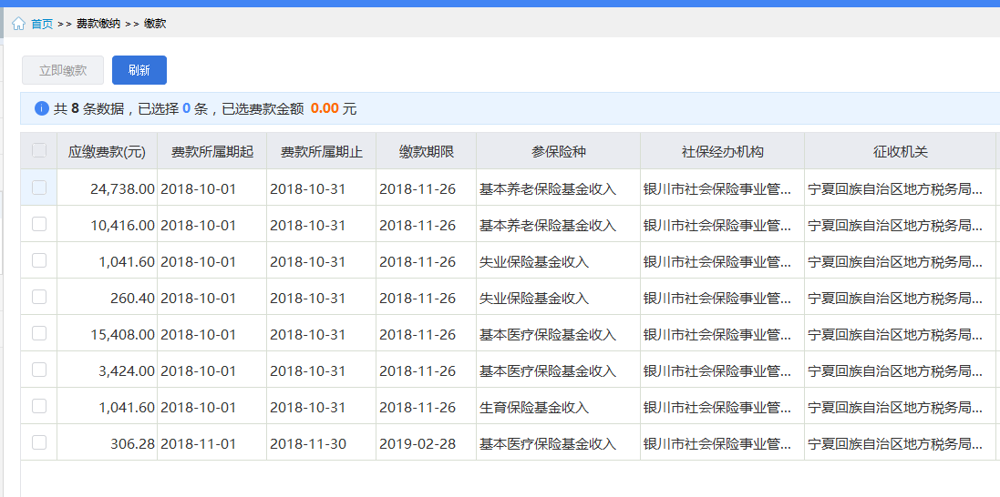 首页 >> 费款缴纳 >> 缴款
立即缴款 刷新
共 8 条数据，已选择 0 条，已选费款金额 0.00 元
应缴费款(元) 费款所属期起 费款所属期止 缴款期限 参保险种 社保经办机构 征收机关
24,738.00 2018-10-01 2018-10-31 2018-11-26 基本养老保险基金收入 银川市社会保险事业管... 宁夏回族自治区地方税务局...
10,416.00 2018-10-01 2018-10-31 2018-11-26 基本养老保险基金收入 银川市社会保险事业管... 宁夏回族自治区地方税务局...
1,041.60 2018-10-01 2018-10-31 2018-11-26 失业保险基金收入 银川市社会保险事业管... 宁夏回族自治区地方税务局...
260.40 2018-10-01 2018-10-31 2018-11-26 失业保险基金收入 银川市社会保险事业管... 宁夏回族自治区地方税务局...
15,408.00 2018-10-01 2018-10-31 2018-11-26 基本医疗保险基金收入 银川市社会保险事业管... 宁夏回族自治区地方税务局...
3,424.00 2018-10-01 2018-10-31 2018-11-26 基本医疗保险基金收入 银川市社会保险事业管... 宁夏回族自治区地方税务局...
1,041.60 2018-10-01 2018-10-31 2018-11-26 生育保险基金收入 银川市社会保险事业管... 宁夏回族自治区地方税务局...
306.28 2018-11-01 2018-11-30 2019-02-28 基本医疗保险基金收入 银川市社会保险事业管... 宁夏回族自治区地方税务局...